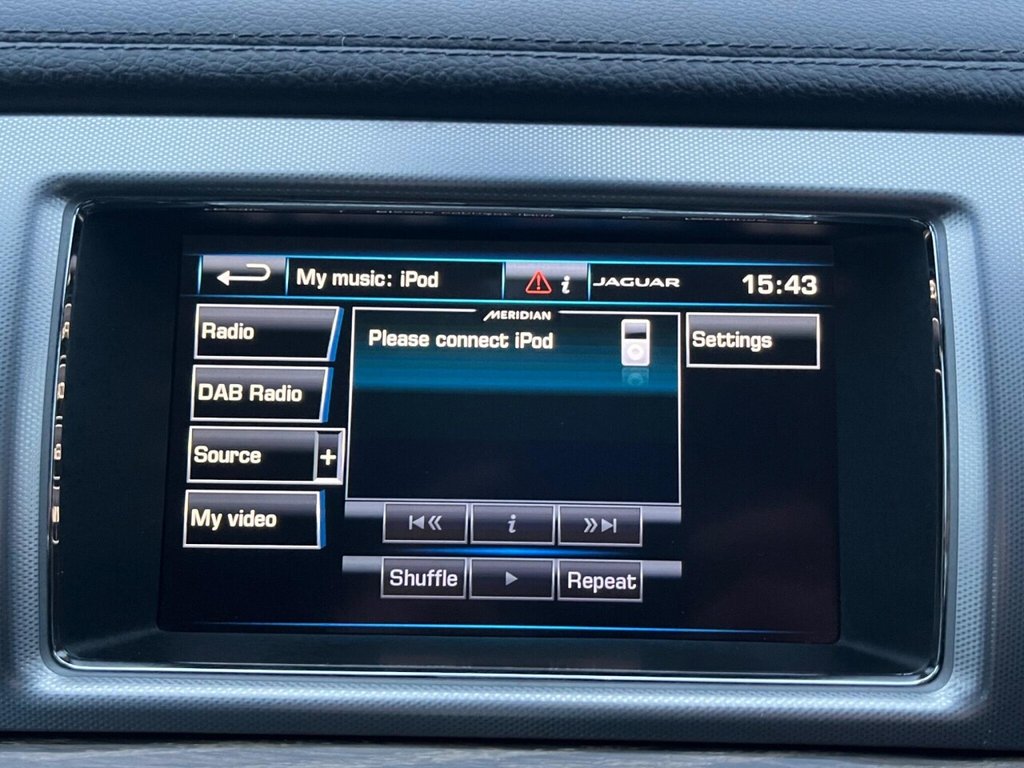 My music: iPod
i
JAGUAR
15:43
Radio
DAB Radio
Source +
My video
MERIDIAN
Please connect iPod
Settings
i
Shuffle
Repeat